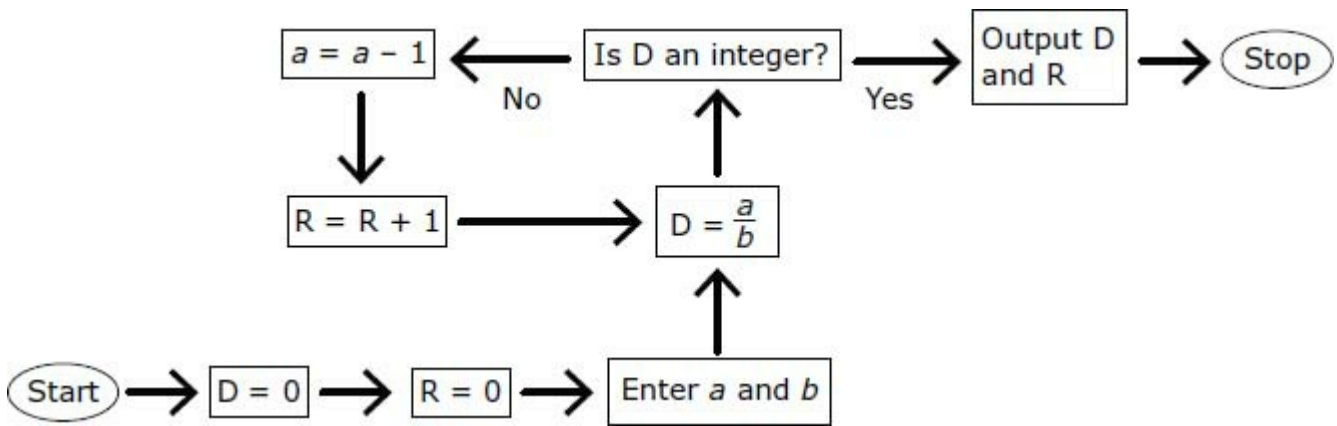 a = a – 1
Is D an integer?
Output D
and R
Stop
No
Yes
R = R + 1
D = a/b
Start
D = 0
R = 0
Enter a and b